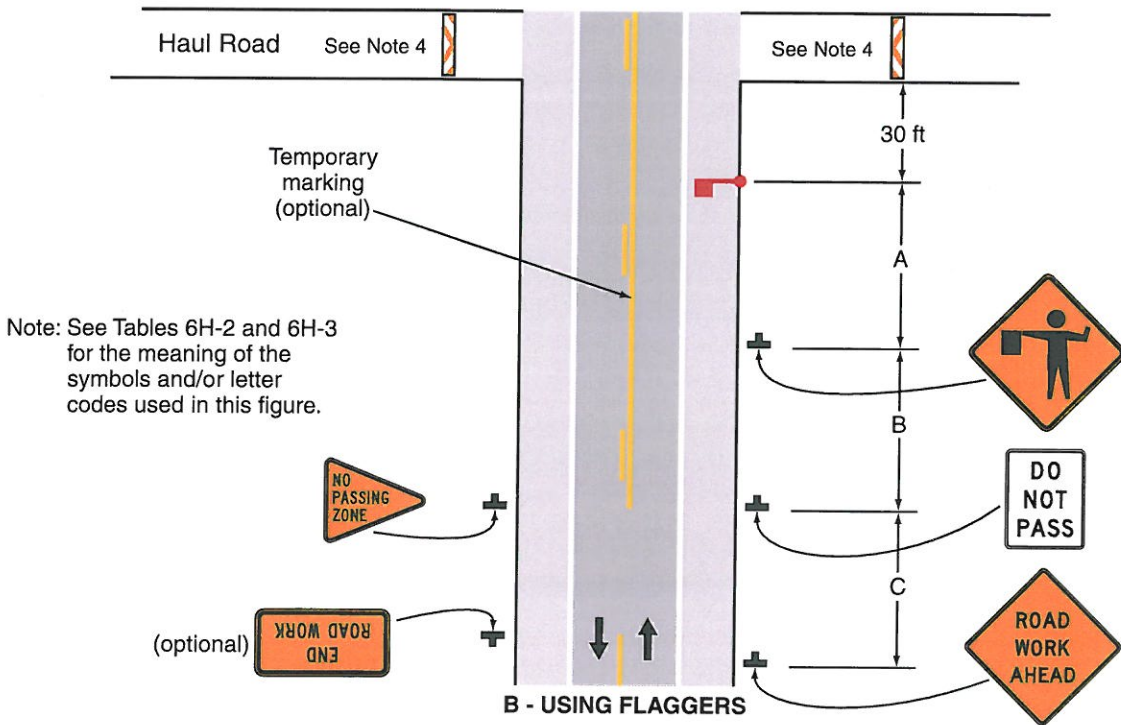 Haul Road
See Note 4
See Note 4
30 ft
Temporary
marking
(optional)
A
Note: See Tables 6H-2 and 6H-3
for the meaning of the
symbols and/or letter
codes used in this figure.
B
NO
PASSING
ZONE
DO
NOT
PASS
C
(optional)
END
ROAD WORK
ROAD
WORK
AHEAD
B - USING FLAGGERS